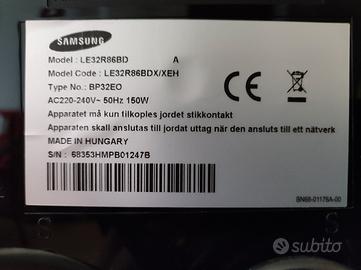 SAMSUNG
Model : LE32R86BD A
Model Code : LE32R86BDX/XEH
Type No.: BP32EO
AC220-240V~ 50Hz 150W
Apparatet må kun tilkoples jordet stikkontakt
Apparaten skall anslutas till jordat uttag när den ansluts till ett nätverk
MADE IN HUNGARY
S/N : 68353HMPB01247B
BN68-01176A-00
S
S
subito